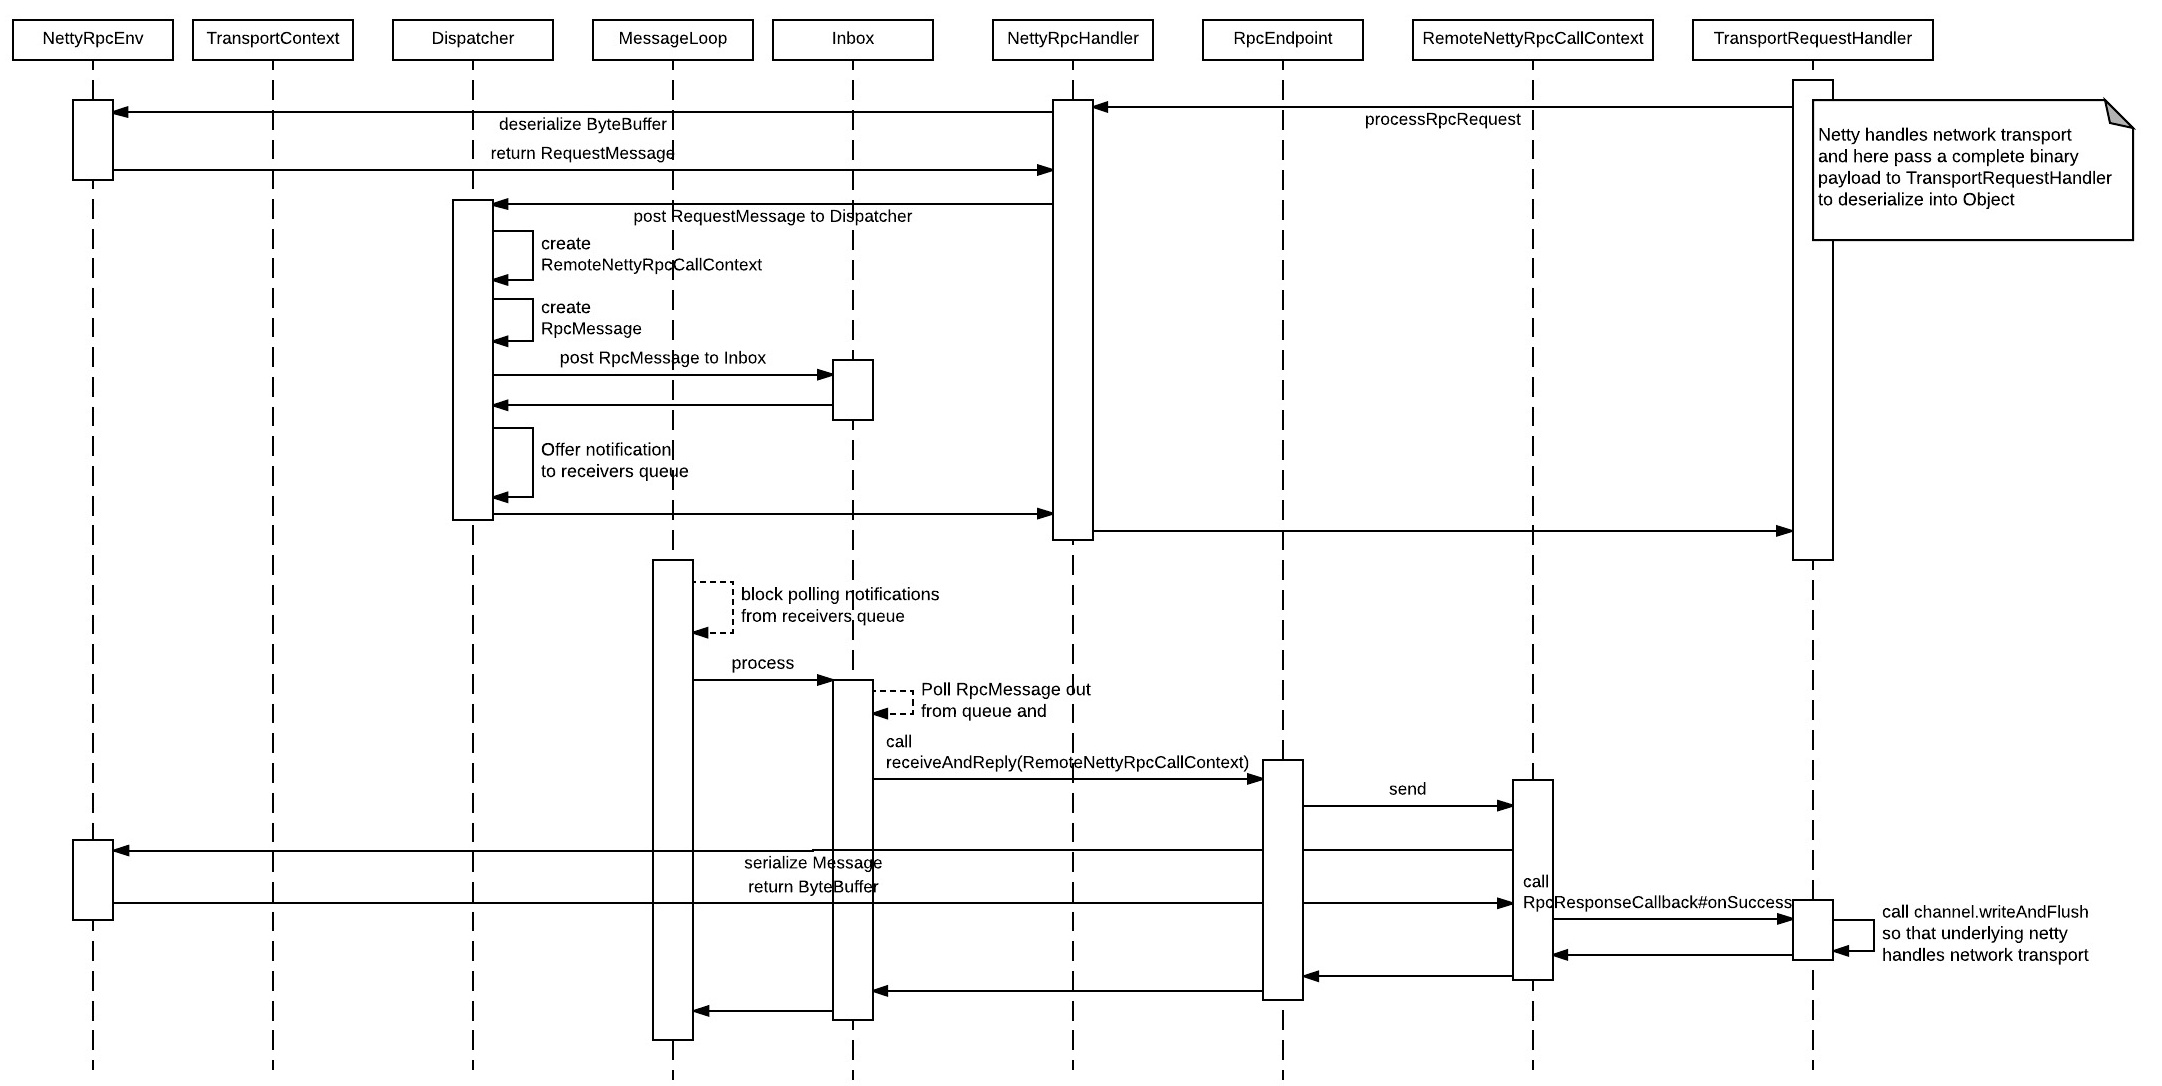 NettyRpcEnv
TransportContext
Dispatcher
MessageLoop
Inbox
NettyRpcHandler
RpcEndpoint
RemoteNettyRpcCallContext
TransportRequestHandler
processRpcRequest
deserialize ByteBuffer
return RequestMessage
Netty handles network transport
and here pass a complete binary
payload to TransportRequestHandler
to deserialize into Object
post RequestMessage to Dispatcher
create
RemoteNettyRpcCallContext
create
RpcMessage
post RpcMessage to Inbox
Offer notification
to receivers queue
block polling notifications
from receivers queue
process
Poll RpcMessage out
from queue and
call
receiveAndReply(RemoteNettyRpcCallContext)
send
serialize Message
return ByteBuffer
call
RpcResponseCallback#onSuccess
call channel.writeAndFlush
so that underlying netty
handles network transport